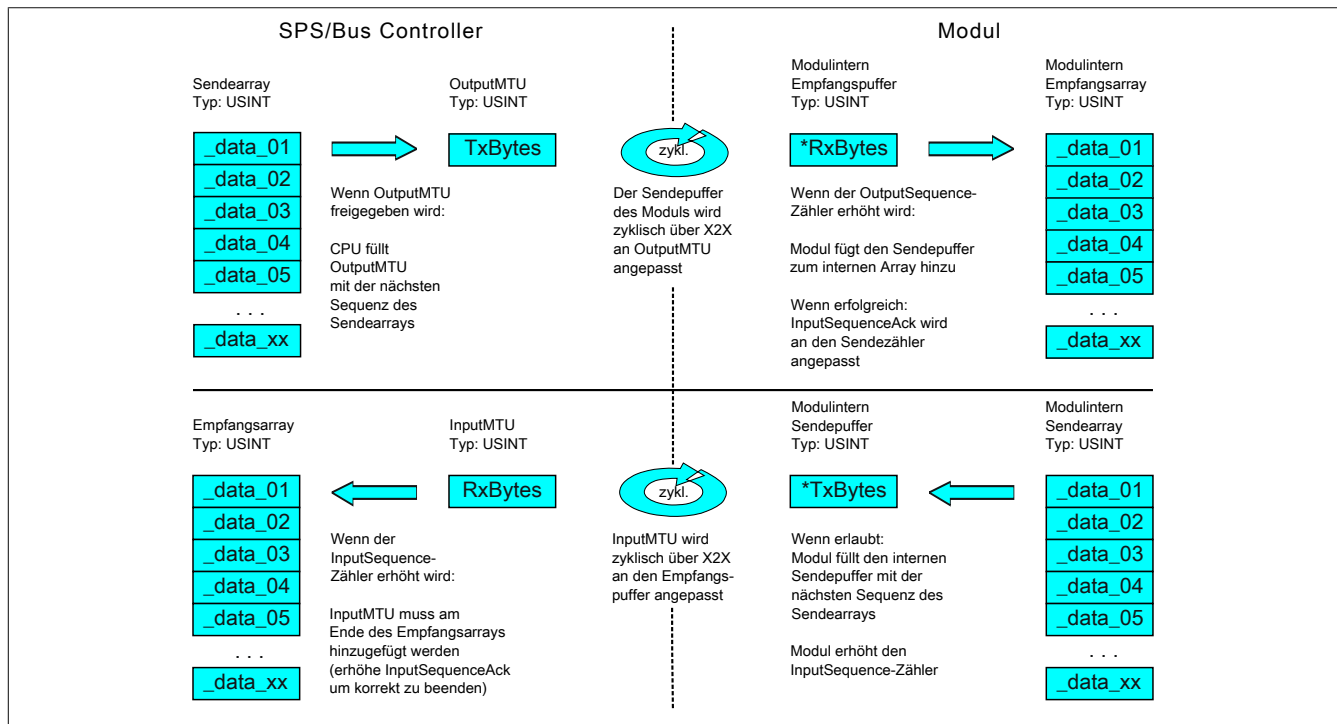 SPS/Bus Controller
Modul
Sendearray
Typ: USINT
OutputMTU
Typ: USINT
Modulintern
Empfangspuffer
Typ: USINT
Modulintern
Empfangsarray
Typ: USINT
_data_01
_data_02
_data_03
_data_04
_data_05
. . .
_data_xx
TxBytes
Wenn OutputMTU
freigegeben wird:
CPU füllt
OutputMTU
mit der nächsten
Sequenz des
Sendearrays
zykl.
Der Sendepuffer
des Moduls wird
zyklisch über X2X
an OutputMTU
angepasst
*RxBytes
Wenn der OutputSequence-
Zähler erhöht wird:
Modul fügt den Sendepuffer
zum internen Array hinzu
Wenn erfolgreich:
InputSequenceAck wird
an den Sendezähler
angepasst
_data_01
_data_02
_data_03
_data_04
_data_05
. . .
_data_xx
Empfangsarray
Typ: USINT
InputMTU
Typ: USINT
Modulintern
Sendepuffer
Typ: USINT
Modulintern
Sendearray
Typ: USINT
_data_01
_data_02
_data_03
_data_04
_data_05
. . .
_data_xx
RxBytes
Wenn der
InputSequence-
Zähler erhöht wird:
InputMTU muss am
Ende des Empfangsarrays
hinzugefügt werden
(erhöhe InputSequenceAck
um korrekt zu beenden)
zykl.
InputMTU wird
zyklisch über X2X
an den Empfangs-
puffer angepasst
*TxBytes
Wenn erlaubt:
Modul füllt den internen
Sendepuffer mit der
nächsten Sequenz des
Sendearrays
Modul erhöht den
InputSequence-Zähler
_data_01
_data_02
_data_03
_data_04
_data_05
. . .
_data_xx